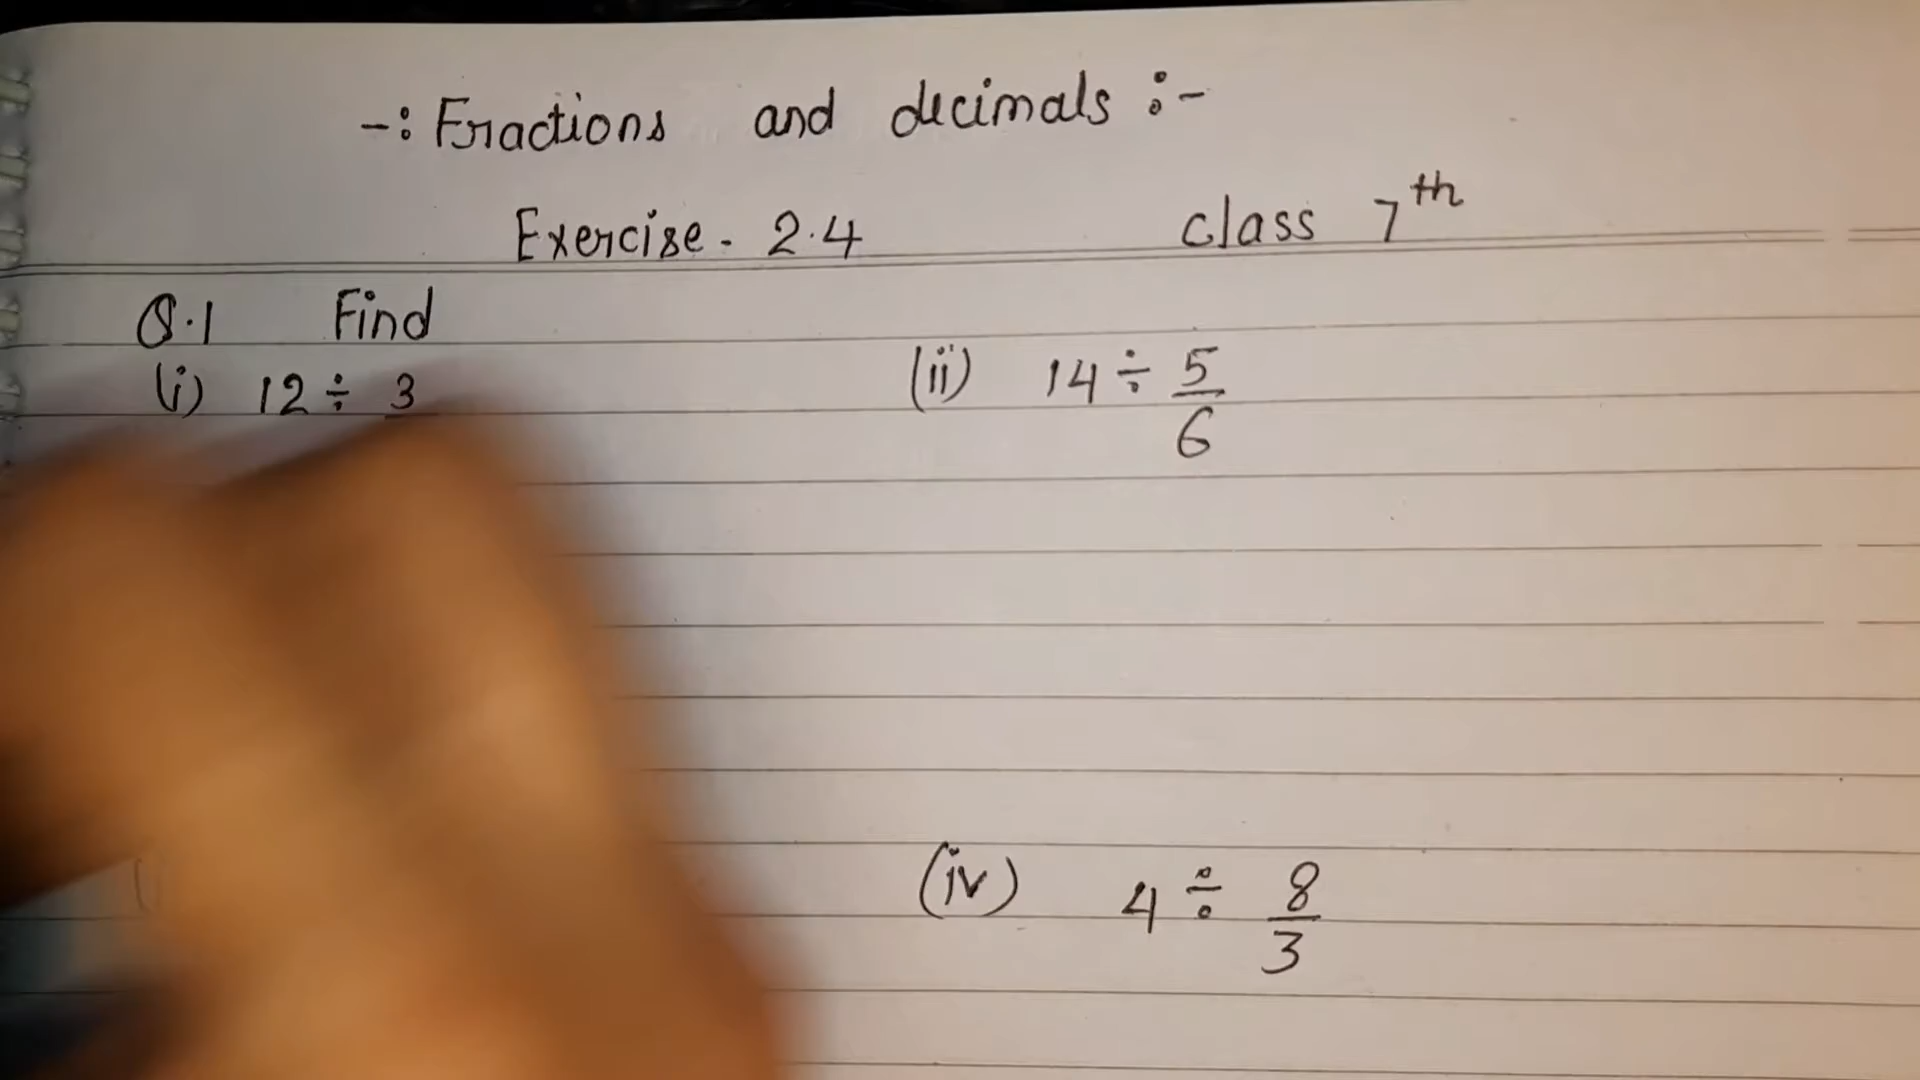 -: Fractions and decimals :-
Exercise - 2.4 class 7th
Q.1 Find
(i) 12 ÷ 3
(ii) 14 ÷ 5/6
(iv) 4 ÷ 8/3